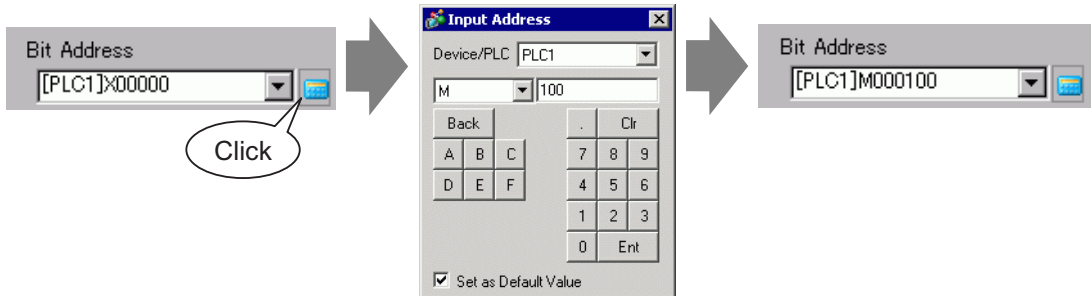 Bit Address
[PLC1]X00000
Click
Input Address
Device/PLC PLC1
M 100
Back . Clr
A B C 7 8 9
D E F 4 5 6
1 2 3
0 Ent
Set as Default Value
Bit Address
[PLC1]M000100